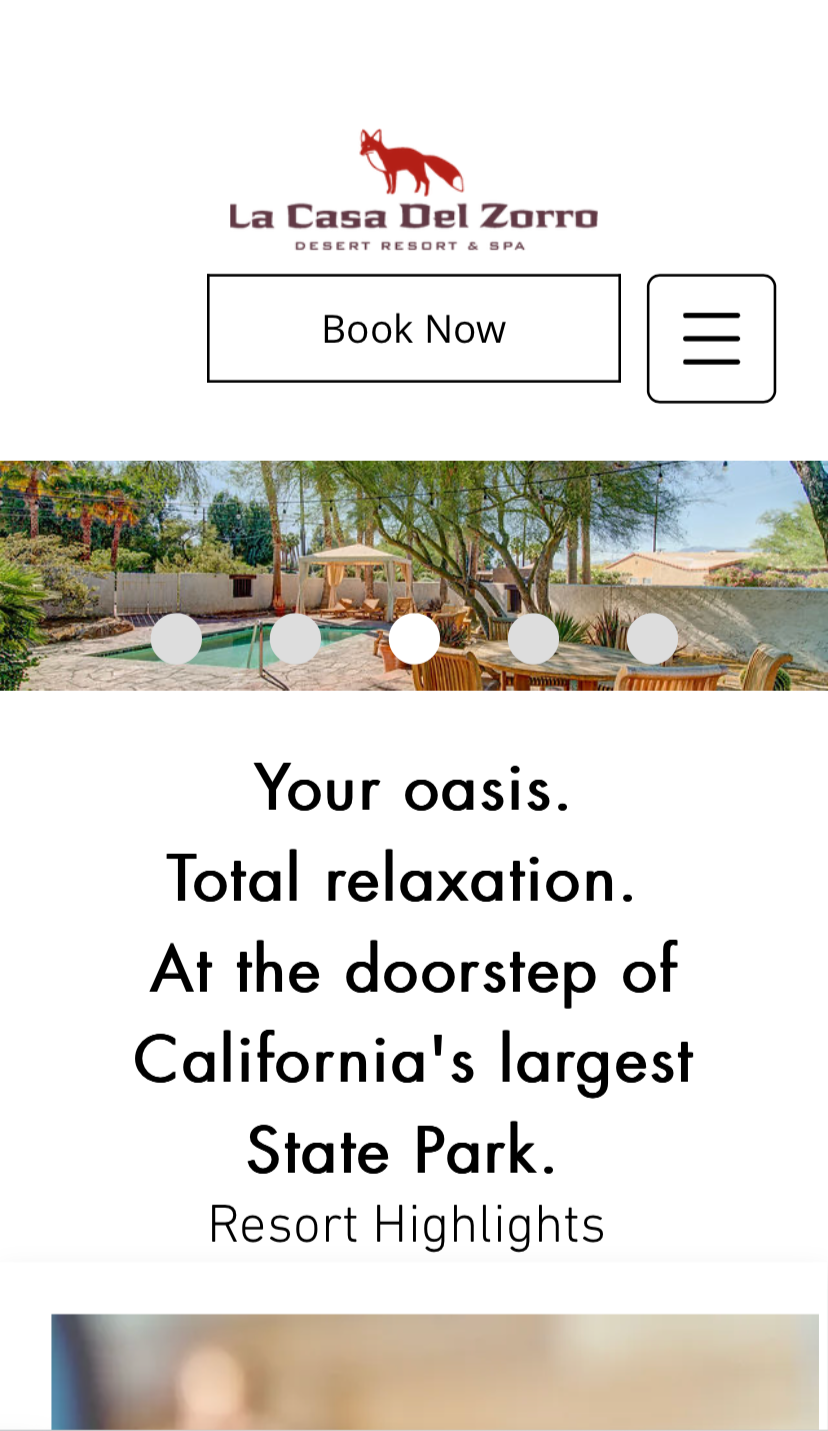 La Casa Del Zorro
DESERT RESORT & SPA
Book Now
Your oasis.
Total relaxation.
At the doorstep of
California's largest
State Park.
Resort Highlights